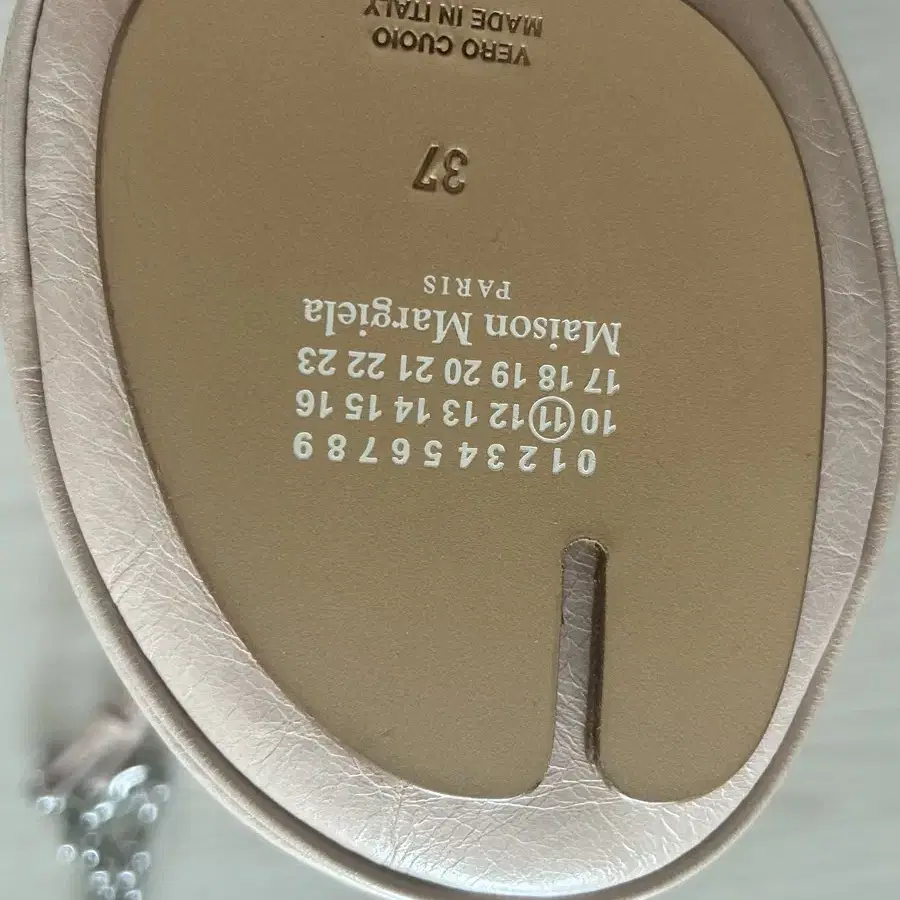 0 1 2 3 4 5 6 7 8 9
10 11 12 13 14 15 16
17 18 19 20 21 22 23
Maison Margiela
PARIS
37
VERO CUOIO
MADE IN ITALY